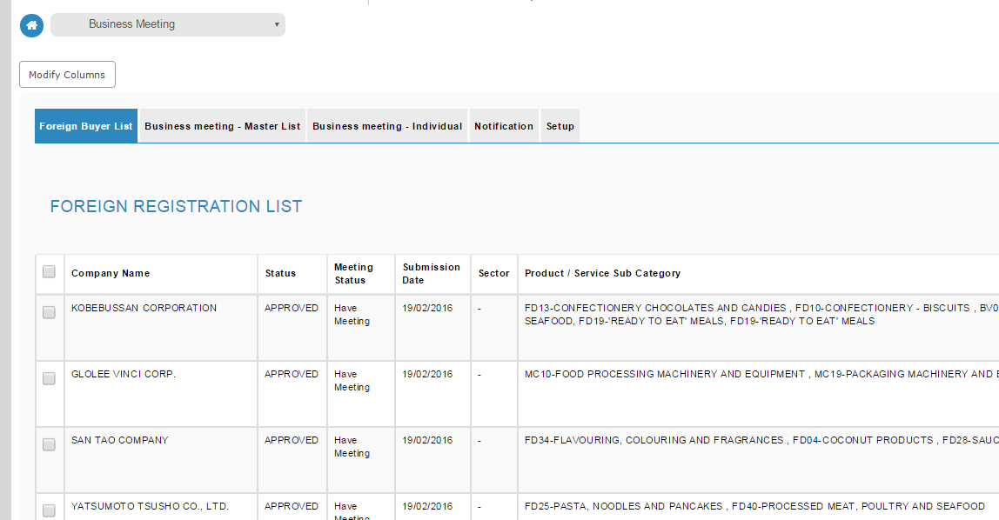 Business Meeting
Modify Columns
Foreign Buyer List Business meeting - Master List Business meeting - Individual Notification Setup
FOREIGN REGISTRATION LIST
Company Name Status Meeting Status Submission Date Sector Product / Service Sub Category
KOBEBUSSAN CORPORATION APPROVED Have Meeting 19/02/2016 - FD13-CONFECTIONERY CHOCOLATES AND CANDIES , FD10-CONFECTIONERY - BISCUITS , BV0
SEAFOOD, FD19-'READY TO EAT' MEALS, FD19-'READY TO EAT' MEALS
GLOLEE VINCI CORP. APPROVED Have Meeting 19/02/2016 - MC10-FOOD PROCESSING MACHINERY AND EQUIPMENT , MC19-PACKAGING MACHINERY AND
SAN TAO COMPANY APPROVED Have Meeting 19/02/2016 - FD34-FLAVOURING, COLOURING AND FRAGRANCES , FD04-COCONUT PRODUCTS , FD28-SAUC
YATSUMOTO TSUSHO CO., LTD. APPROVED Have Meeting 19/02/2016 - FD25-PASTA, NOODLES AND PANCAKES , FD40-PROCESSED MEAT, POULTRY AND SEAFOOD